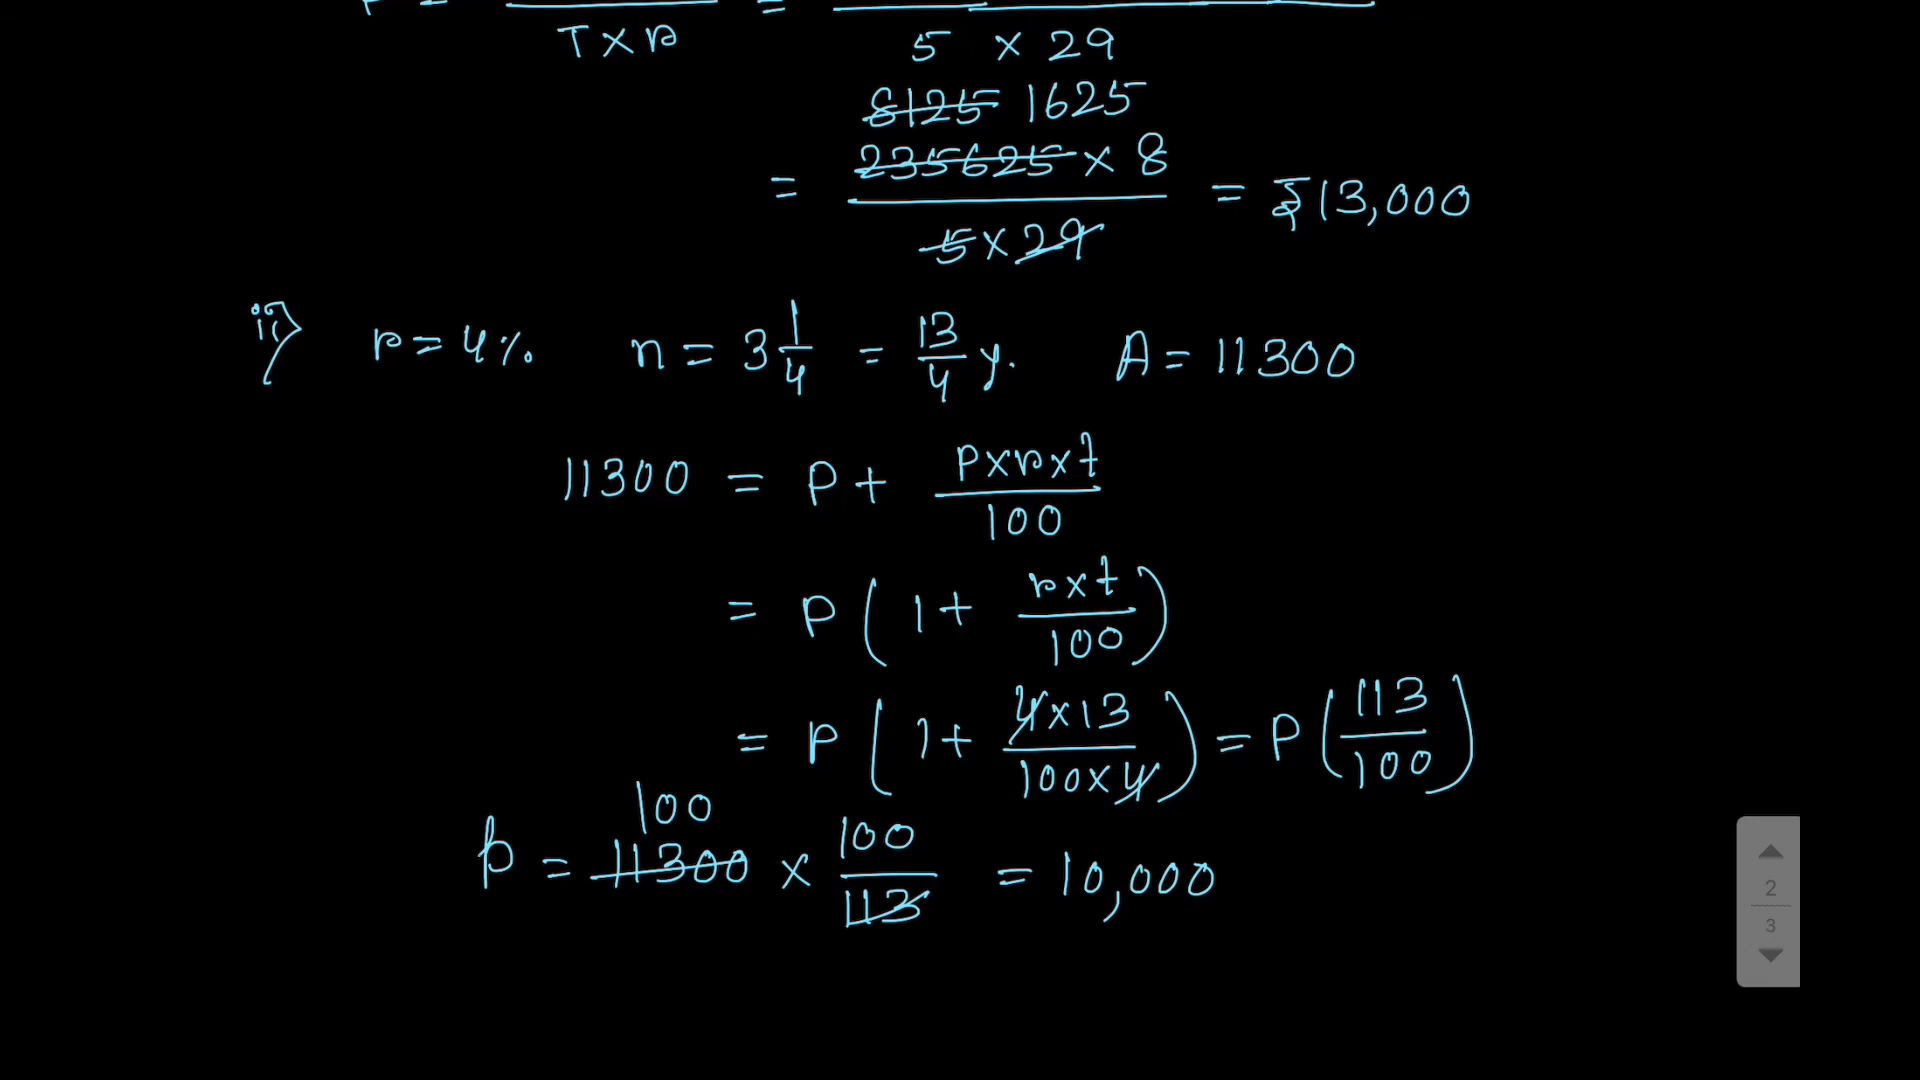 = =
T × r 5 × 29
8125 1625
= 235625 × 8 / 5 × 29 = ₹13,000
ii) r = 4% n = 3 1/4 = 13/4 y. A = 11300
11300 = P + P×r×t / 100
= P ( 1 + r×t / 100 )
= P ( 1 + 4×13 / 100×4 ) = P ( 113 / 100 )
100
p = 11300 × 100 / 113 = 10,000
2
3